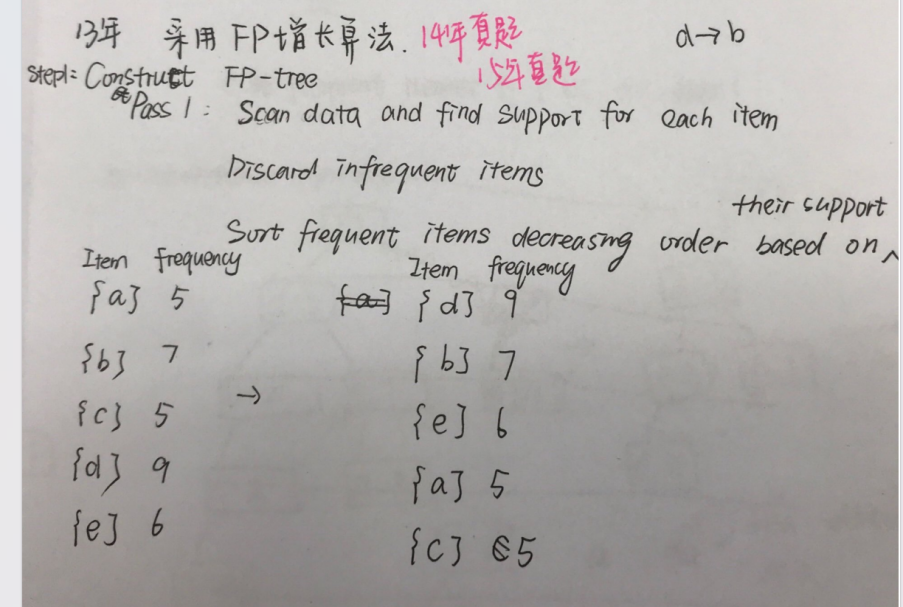 13年 采用 FP增长算法. 14年真题 d→b
15年真题
step1: Construct FP-tree
Pass 1: Scan data and find support for each item
Discard infrequent items
their support
Sort frequent items decreasing order based on
Item frequency Item frequency
{a} 5 {d} 9
{b} 7 {b} 7
→
{c} 5 {e} 6
{d} 9 {a} 5
{e} 6 {c} 5